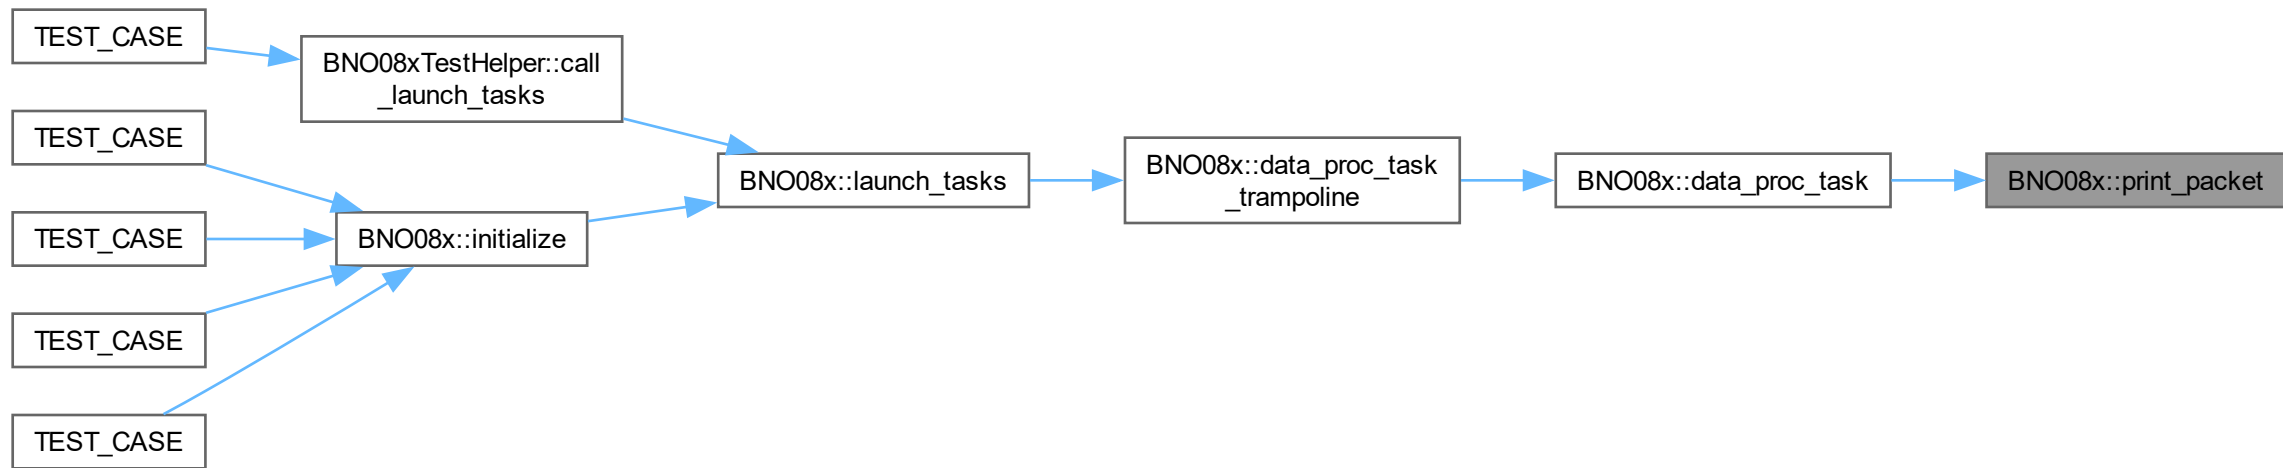 TEST_CASE
BNO08xTestHelper::call
_launch_tasks
TEST_CASE
BNO08x::data_proc_task
_trampoline
BNO08x::launch_tasks
BNO08x::data_proc_task
BNO08x::print_packet
TEST_CASE
BNO08x::initialize
TEST_CASE
TEST_CASE